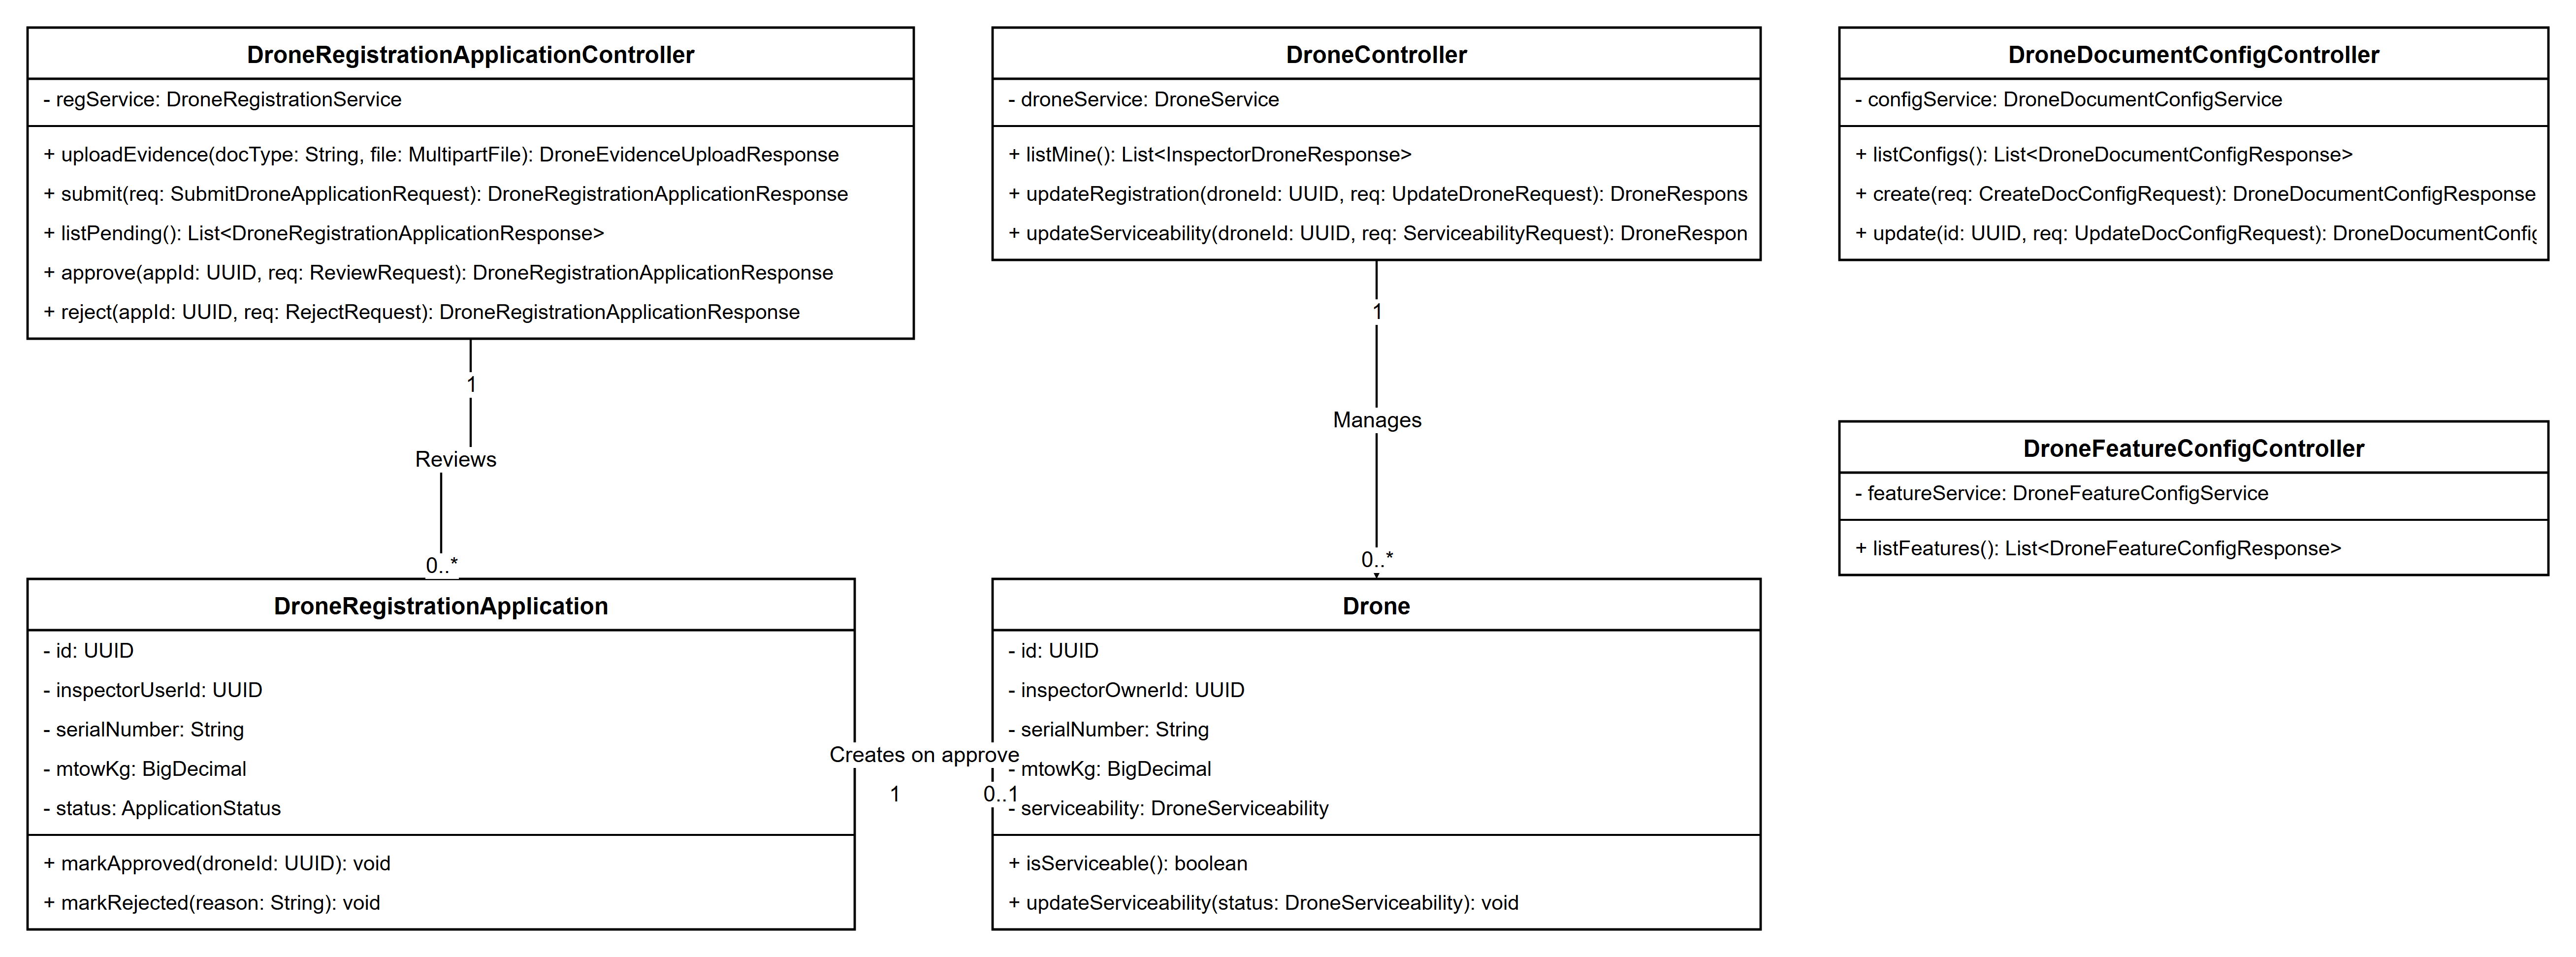 DroneRegistrationApplicationController
- regService: DroneRegistrationService
+ uploadEvidence(docType: String, file: MultipartFile): DroneEvidenceUploadResponse
+ submit(req: SubmitDroneApplicationRequest): DroneRegistrationApplicationResponse
+ listPending(): List<DroneRegistrationApplicationResponse>
+ approve(appId: UUID, req: ReviewRequest): DroneRegistrationApplicationResponse
+ reject(appId: UUID, req: RejectRequest): DroneRegistrationApplicationResponse
DroneController
- droneService: DroneService
+ listMine(): List<InspectorDroneResponse>
+ updateRegistration(droneId: UUID, req: UpdateDroneRequest): DroneRespons
+ updateServiceability(droneId: UUID, req: ServiceabilityRequest): DroneRespon
DroneDocumentConfigController
- configService: DroneDocumentConfigService
+ listConfigs(): List<DroneDocumentConfigResponse>
+ create(req: CreateDocConfigRequest): DroneDocumentConfigResponse
+ update(id: UUID, req: UpdateDocConfigRequest): DroneDocumentConfig
1
Reviews
0..*
1
Manages
0..*
DroneFeatureConfigController
- featureService: DroneFeatureConfigService
+ listFeatures(): List<DroneFeatureConfigResponse>
DroneRegistrationApplication
- id: UUID
- inspectorUserId: UUID
- serialNumber: String
- mtowKg: BigDecimal
- status: ApplicationStatus
+ markApproved(droneId: UUID): void
+ markRejected(reason: String): void
Creates on approve
1
0..1
Drone
- id: UUID
- inspectorOwnerId: UUID
- serialNumber: String
- mtowKg: BigDecimal
- serviceability: DroneServiceability
+ isServiceable(): boolean
+ updateServiceability(status: DroneServiceability): void